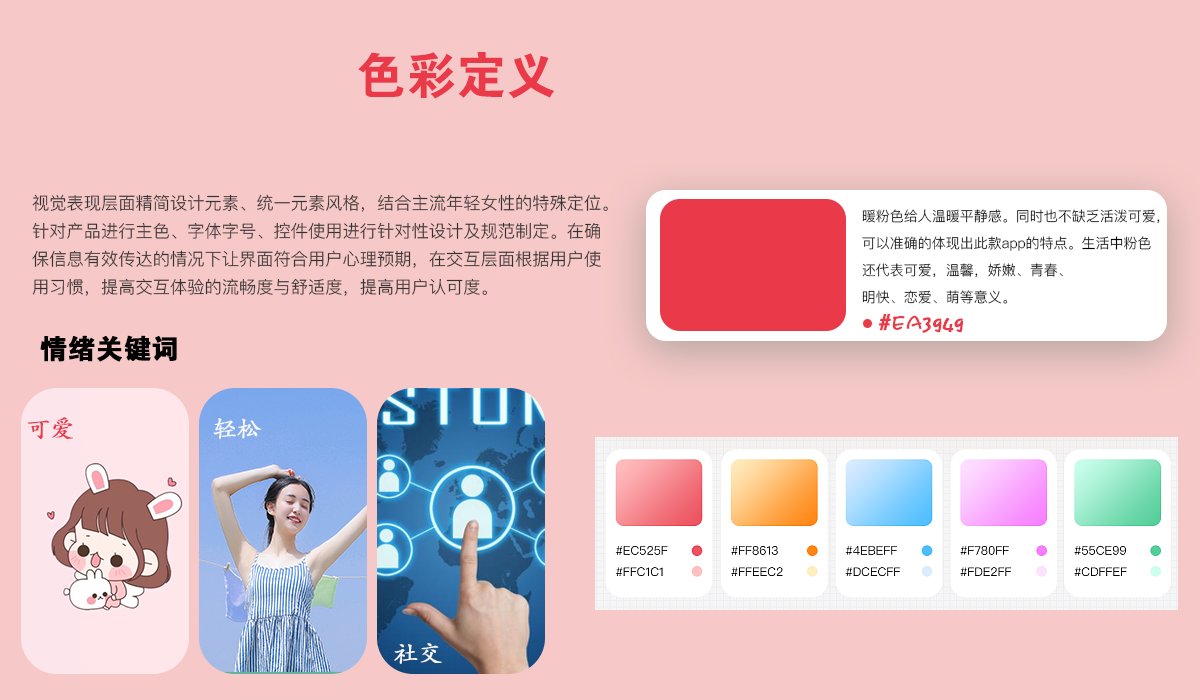 色彩定义
视觉表现层面精简设计元素、统一元素风格，结合主流年轻女性的特殊定位。
针对产品进行主色、字体字号、控件使用进行针对性设计及规范制定。在确
保信息有效传达的情况下让界面符合用户心理预期，在交互层面根据用户使
用习惯，提高交互体验的流畅度与舒适度，提高用户认可度。
暖粉色给人温暖平静感。同时也不缺乏活泼可爱，
可以准确的体现出此款app的特点。生活中粉色
还代表可爱，温馨，娇嫩、青春、
明快、恋爱、萌等意义。
#EA3949
情绪关键词
可爱
轻松
STOM
社交
#EC525F
#FFC1C1
#FF8613
#FFEEC2
#4EBEFF
#DCECFF
#F780FF
#FDE2FF
#55CE99
#CDFFEF